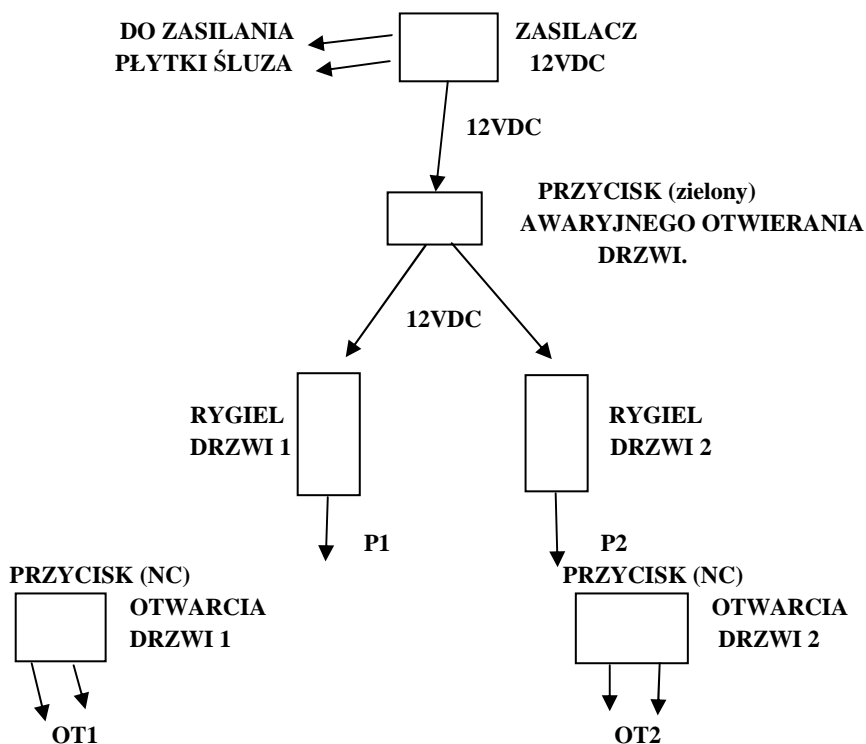 DO ZASILANIA
PŁYTKI ŚLUZA
ZASILACZ
12VDC
12VDC
PRZYCISK (zielony)
AWARYJNEGO OTWIERANIA
DRZWI.
12VDC
RYGIEL
DRZWI 1
RYGIEL
DRZWI 2
P1
P2
PRZYCISK (NC)
OTWARCIA
DRZWI 1
PRZYCISK (NC)
OTWARCIA
DRZWI 2
OT1
OT2